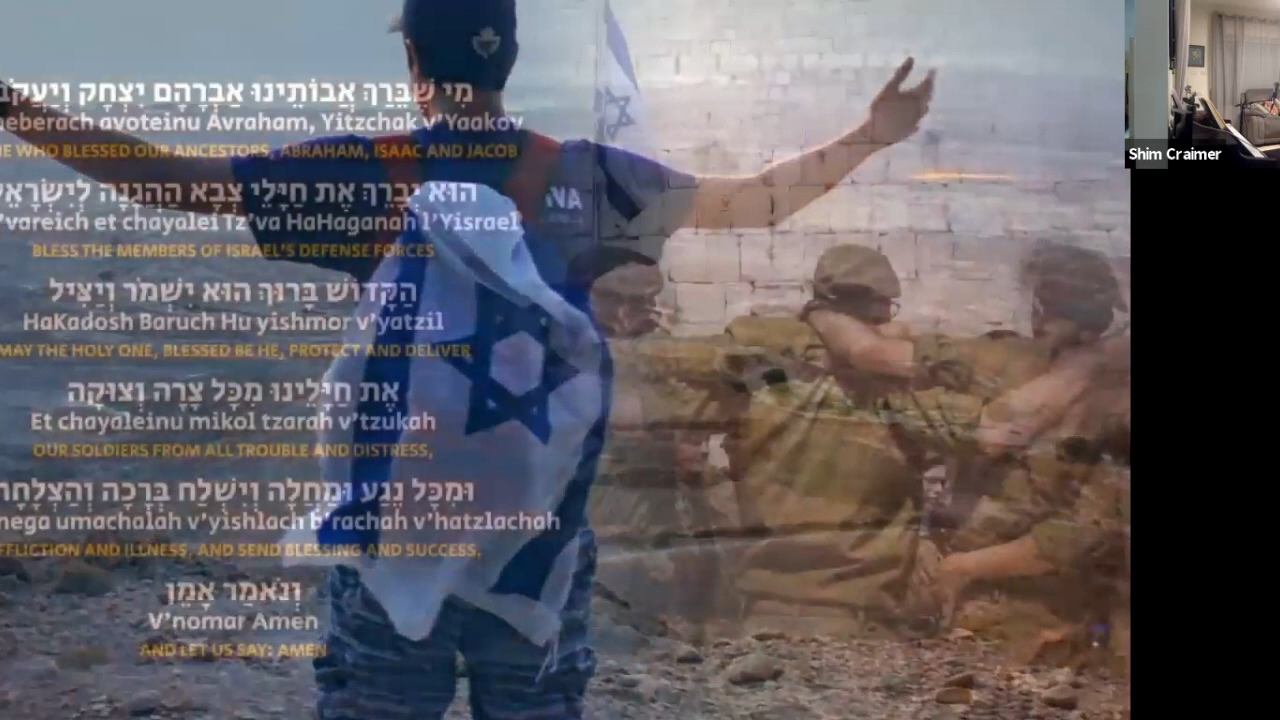 מִי שֶׁבֵּרַךְ אֲבוֹתֵינוּ אַבְרָהָם יִצְחָק וְיַעֲקֹב
eberach avoteinu Avraham, Yitzchak v'Yaakov
E WHO BLESSED OUR ANCESTORS, ABRAHAM, ISAAC AND JACOB
הוּא יְבָרֵךְ אֶת חַיָּלֵי צְבָא הַהֲגַנָּה לְיִשְׂרָאֵל
'vareich et chayalei Tz'va HaHaganah l'Yisrael
BLESS THE MEMBERS OF ISRAEL'S DEFENSE FORCES
הַקָּדוֹשׁ בָּרוּךְ הוּא יִשְׁמֹר וְיַצִּיל
HaKadosh Baruch Hu yishmor v'yatzil
MAY THE HOLY ONE, BLESSED BE HE, PROTECT AND DELIVER
אֶת חַיָּלֵינוּ מִכָּל צָרָה וְצוּקָה
Et chayaleinu mikol tzarah v'tzukah
OUR SOLDIERS FROM ALL TROUBLE AND DISTRESS,
וּמִכָּל נֶגַע וּמַחֲלָה וְיִשְׁלַח בְּרָכָה וְהַצְלָחָה
nega umachalah v'yishlach b'rachah v'hatzlachah
FFLICTION AND ILLNESS, AND SEND BLESSING AND SUCCESS,
וְנֹאמַר אָמֵן
V'nomar Amen
AND LET US SAY: AMEN
NA
Shim Craimer